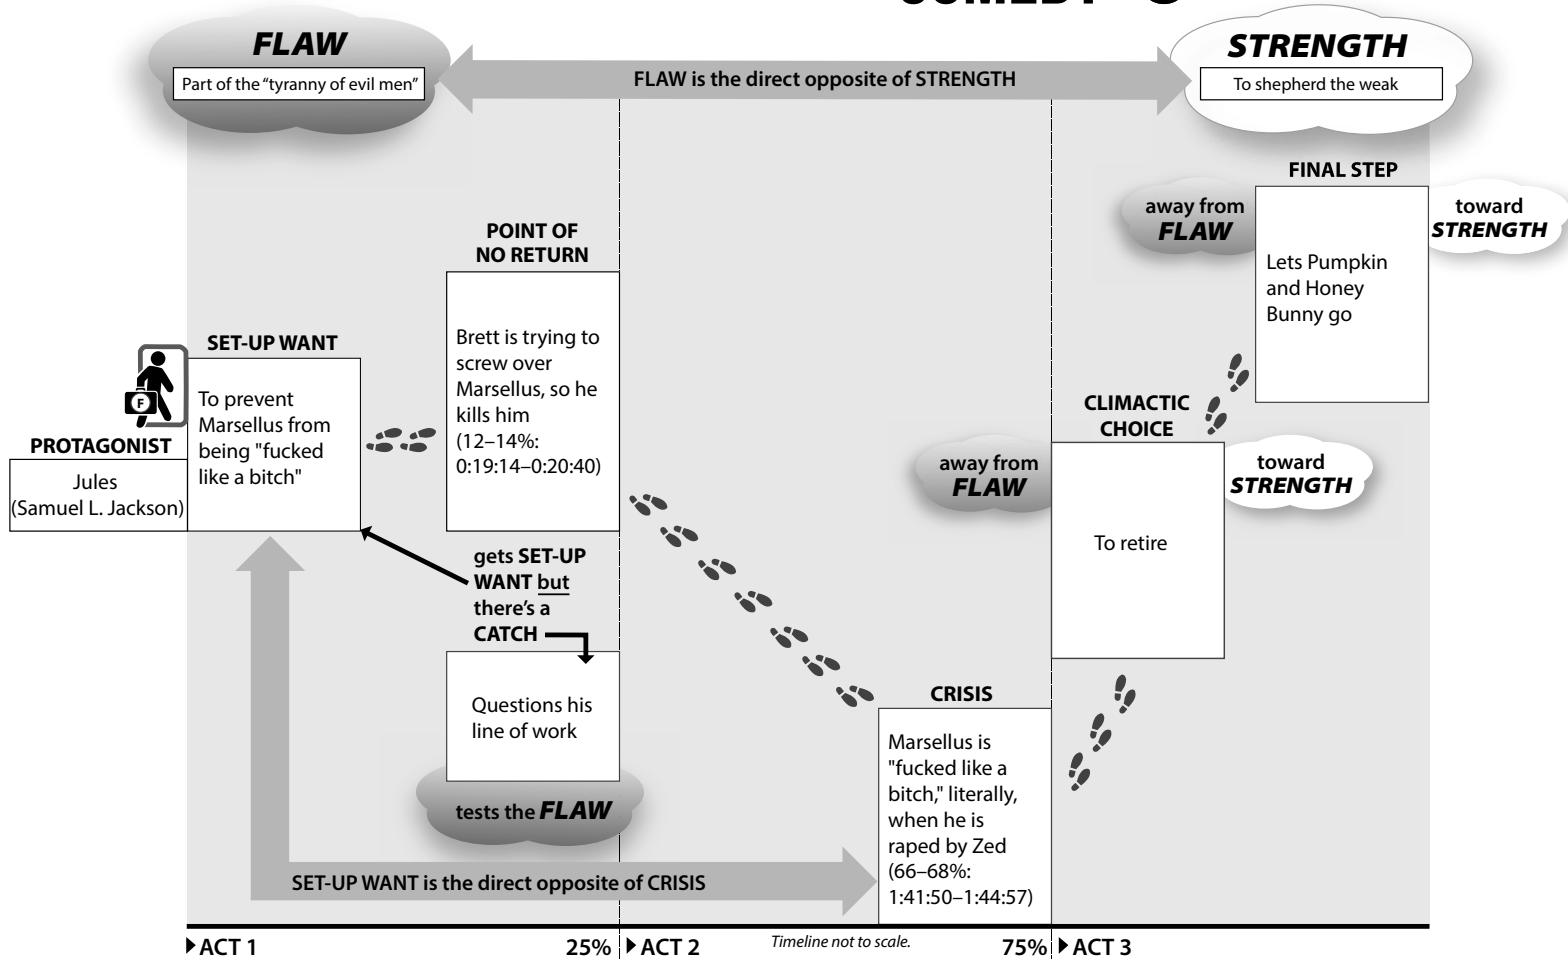 COMEDY
FLAW
Part of the “tyranny of evil men”
FLAW is the direct opposite of STRENGTH
STRENGTH
To shepherd the weak
FINAL STEP
away from
FLAW
toward
STRENGTH
Lets Pumpkin
and Honey
Bunny go
POINT OF
NO RETURN
Brett is trying to
screw over
Marsellus, so he
kills him
(12–14%:
0:19:14–0:20:40)
SET-UP WANT
To prevent
Marsellus from
being "fucked
like a bitch"
F
PROTAGONIST
Jules
(Samuel L. Jackson)
CLIMACTIC
CHOICE
away from
FLAW
toward
STRENGTH
To retire
gets SET-UP
WANT but
there’s a
CATCH
Questions his
line of work
tests the FLAW
CRISIS
Marsellus is
"fucked like a
bitch," literally,
when he is
raped by Zed
(66–68%:
1:41:50–1:44:57)
SET-UP WANT is the direct opposite of CRISIS
ACT 1
25%
ACT 2
Timeline not to scale.
75%
ACT 3